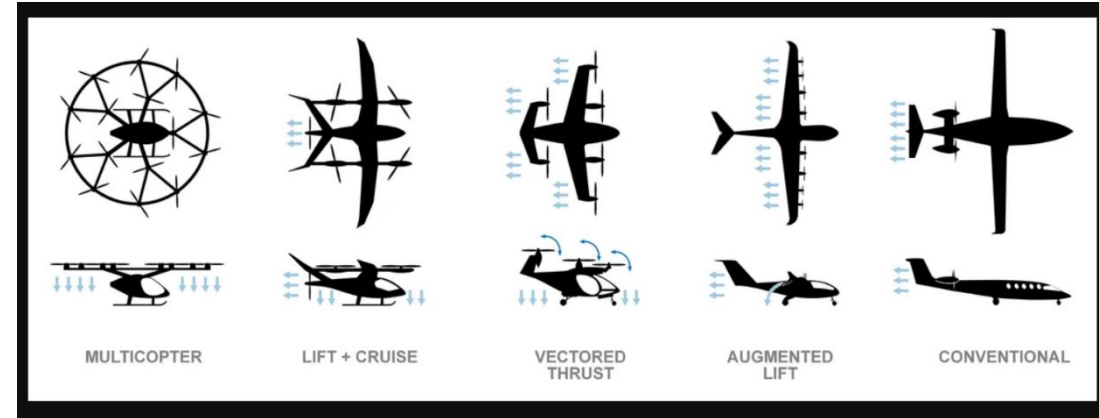 MULTICOPTER
LIFT + CRUISE
VECTORED
THRUST
AUGMENTED
LIFT
CONVENTIONAL